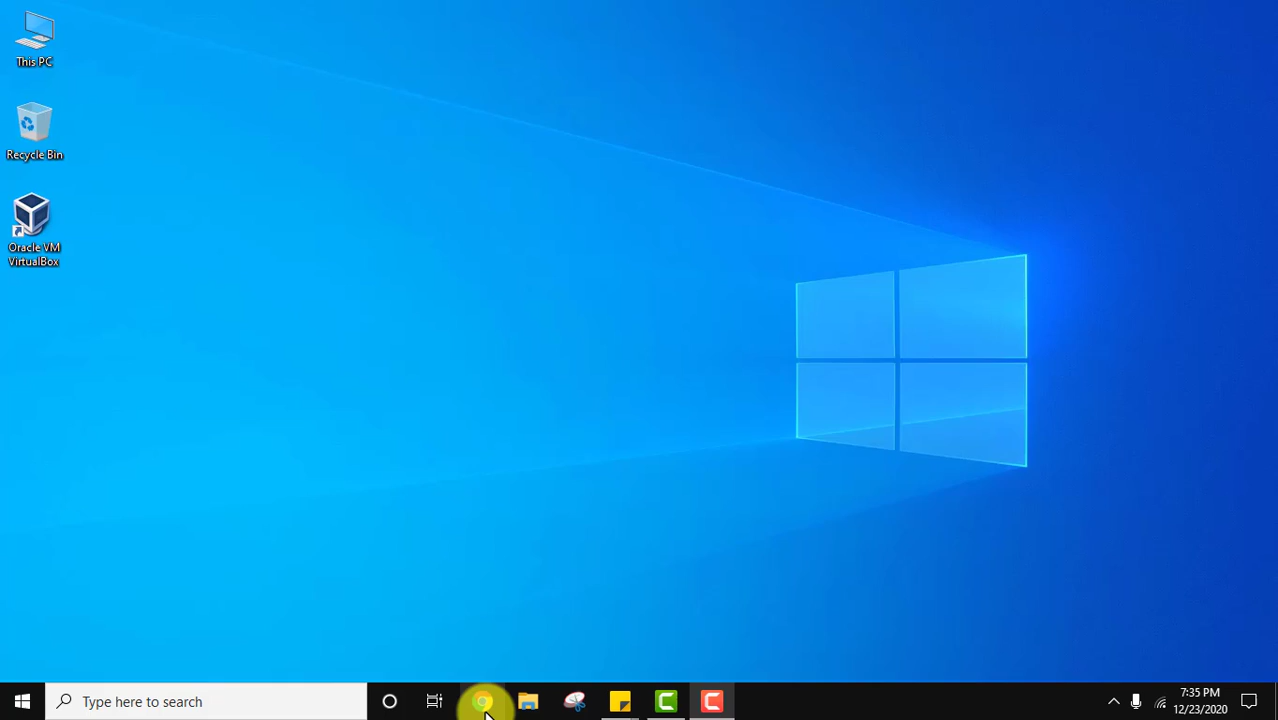 This PC
Recycle Bin
Oracle VM
VirtualBox
Type here to search
7:35 PM
12/23/2020